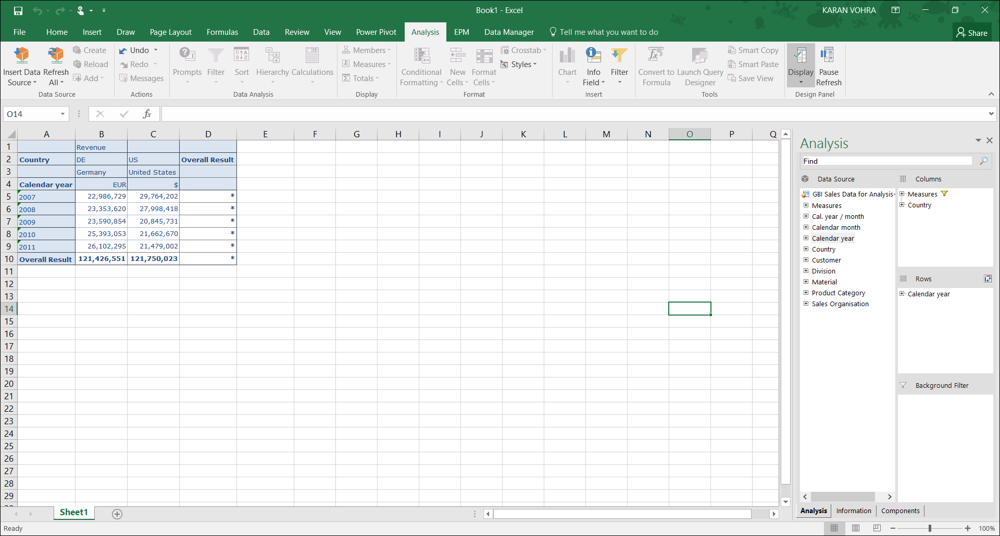 Book1 - Excel
KARAN VOHRA
File Home Insert Draw Page Layout Formulas Data Review View Power Pivot Analysis EPM Data Manager Tell me what you want to do Share
Insert Data Source Refresh All Create Reload Add
Data Source
Undo Redo Messages
Actions
Prompts Filter Sort Hierarchy Calculations
Data Analysis
Members Measures Totals
Display
Conditional Formatting New Cells Format Cells Crosstab Styles
Format
Chart Info Field Filter
Insert
Convert to Formula Launch Query Designer Smart Copy Smart Paste Save View
Tools
Display Pause Refresh
Design Panel
O14 fx
A B C D E F G H I J K L M N O P Q
1 Revenue
2 Country DE US Overall Result
3 Germany United States
4 Calendar year EUR $
5 2007 22,986,729 29,764,202 *
6 2008 23,353,620 27,998,418 *
7 2009 23,590,854 20,845,731 *
8 2010 25,393,053 21,662,670 *
9 2011 26,102,295 21,479,002 *
10 Overall Result 121,426,551 121,750,023 *
11
12
13
14
15
16
17
18
19
20
21
22
23
24
25
26
27
28
29
Analysis
Find
Data Source
GBI Sales Data for Analysis-
Measures
Cal. year / month
Calendar month
Calendar year
Country
Customer
Division
Material
Product Category
Sales Organisation
Columns
Measures
Country
Rows
Calendar year
Background Filter
Analysis Information Components
Sheet1
Ready
100%